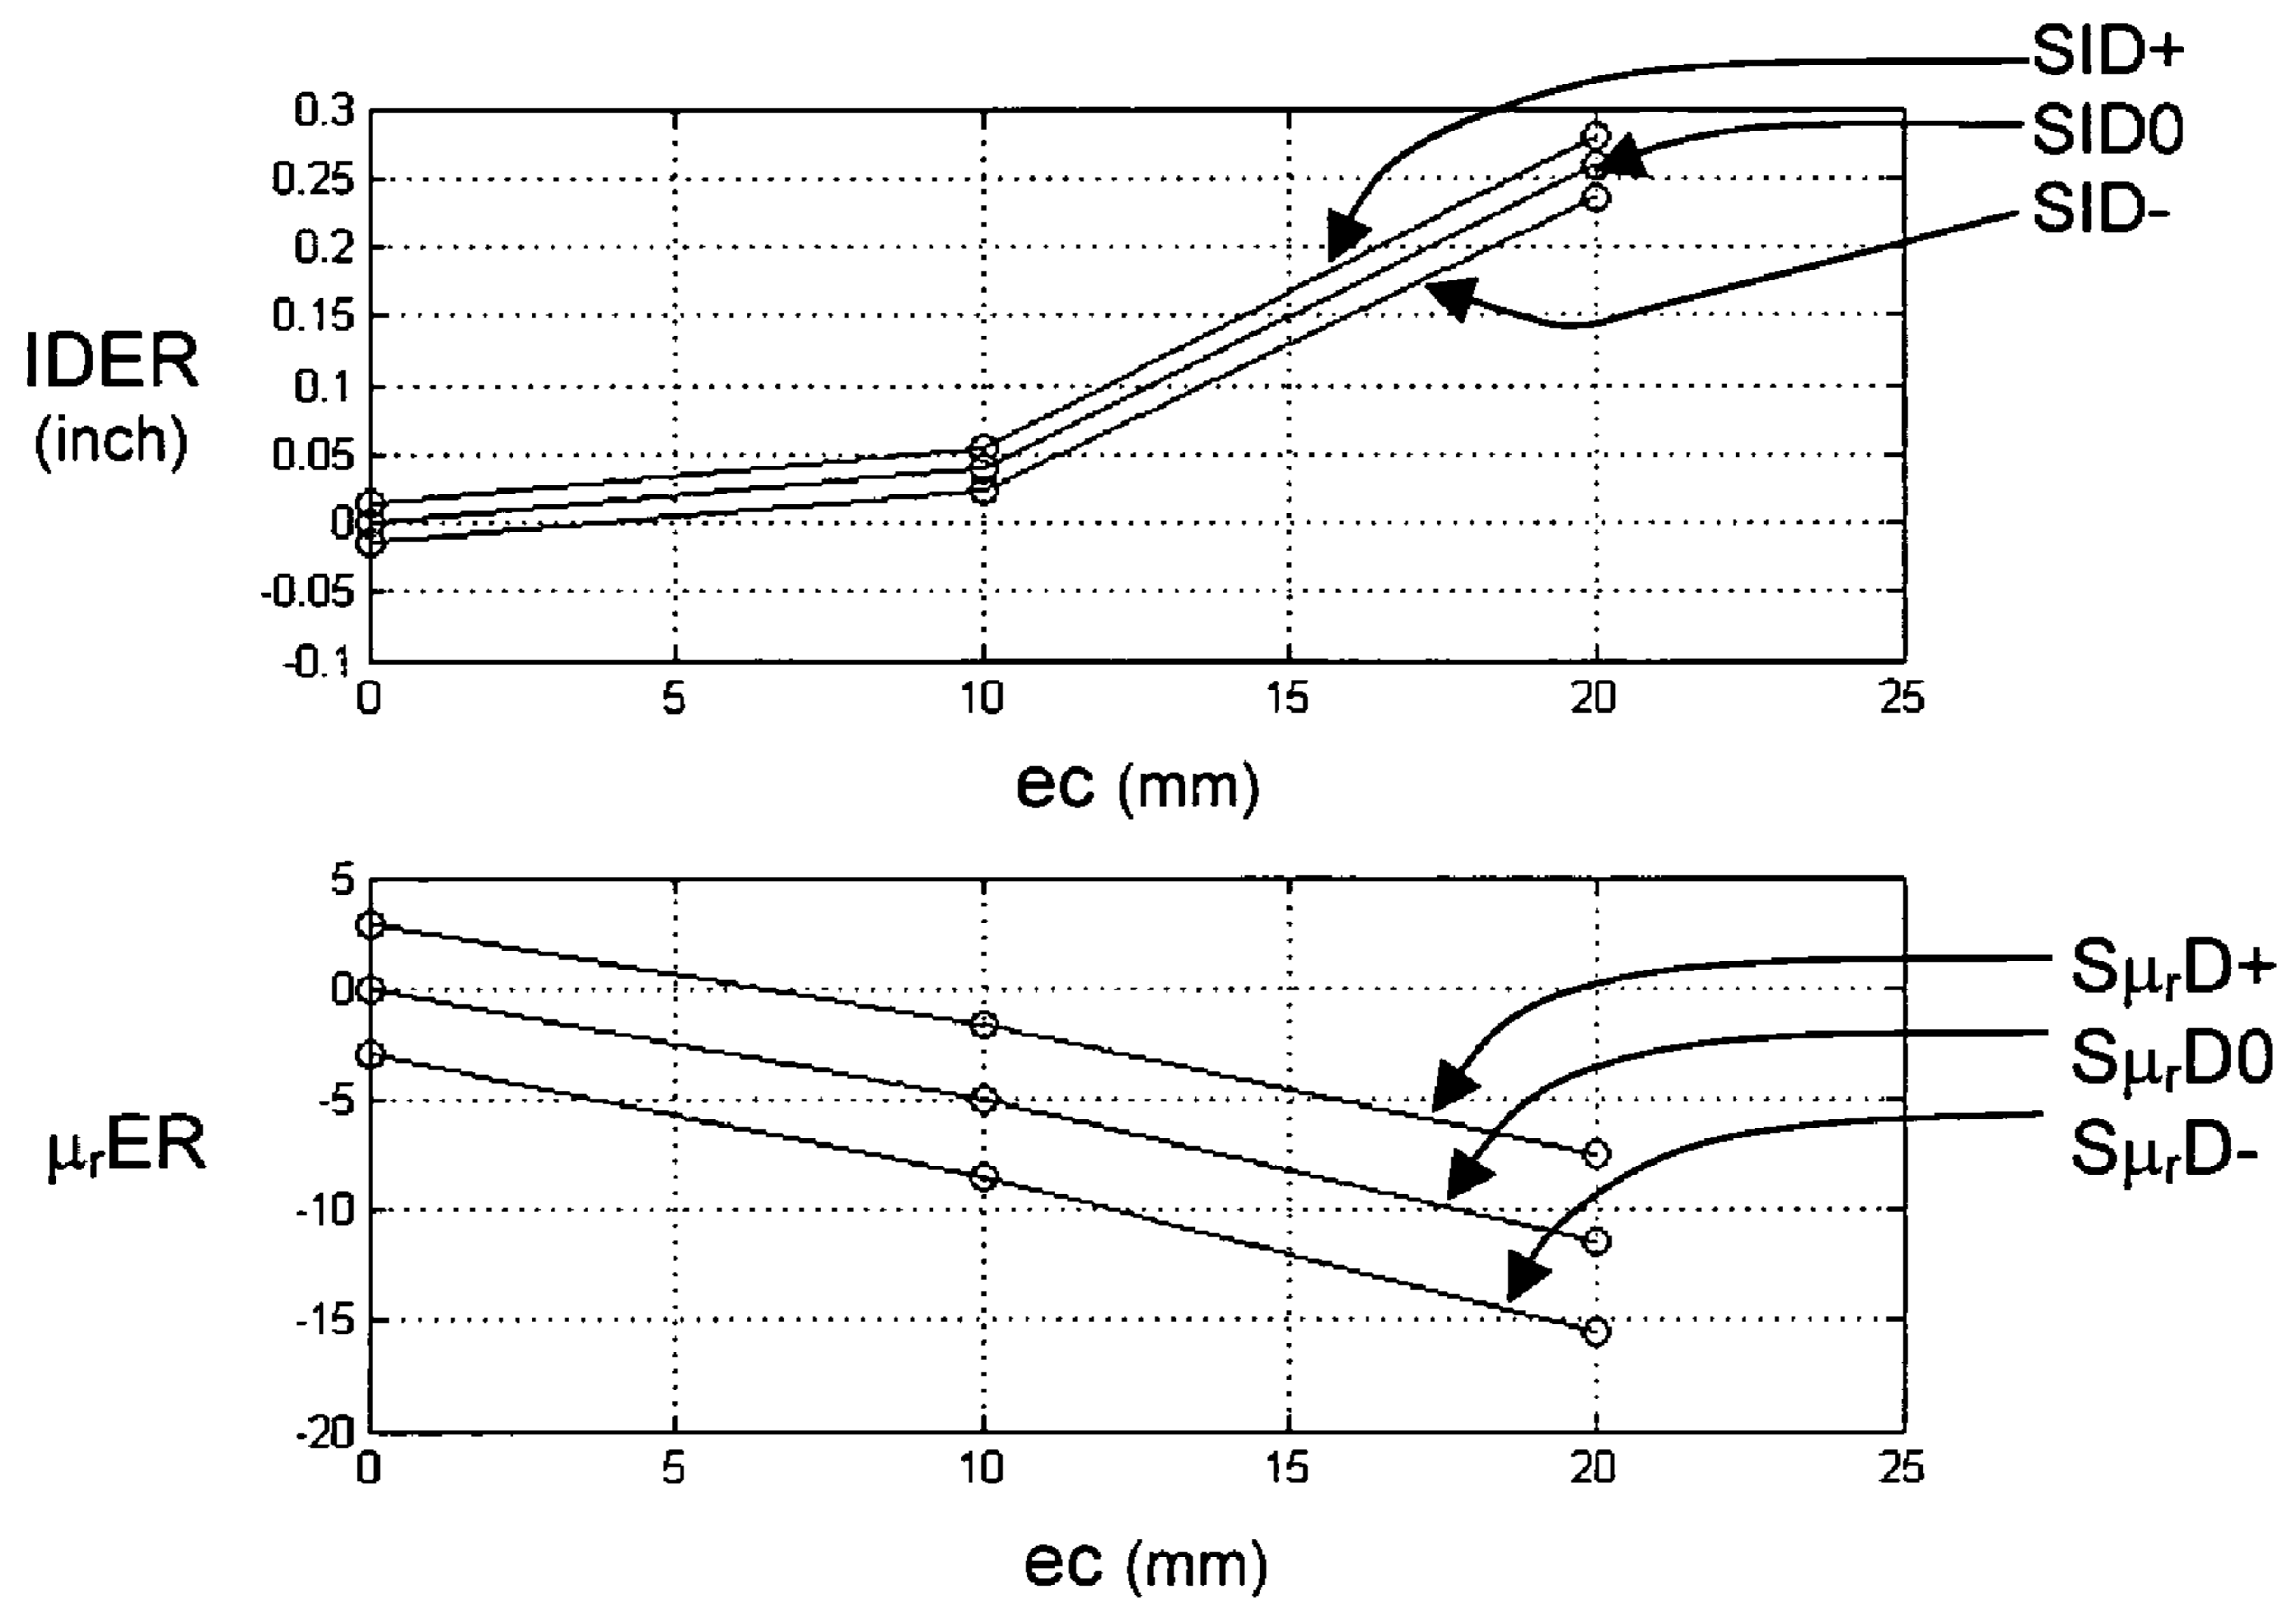 SID+
0.3
SID0
0.25
SID-
0.2
0.15
IDER
(inch)
0.1
0.05
0
-0.05
-0.1
0 5 10 15 20 25
ec (mm)
5
SμrD+
0
SμrD0
-5
μrER
SμrD-
-10
-15
-20
0 5 10 15 20 25
ec (mm)